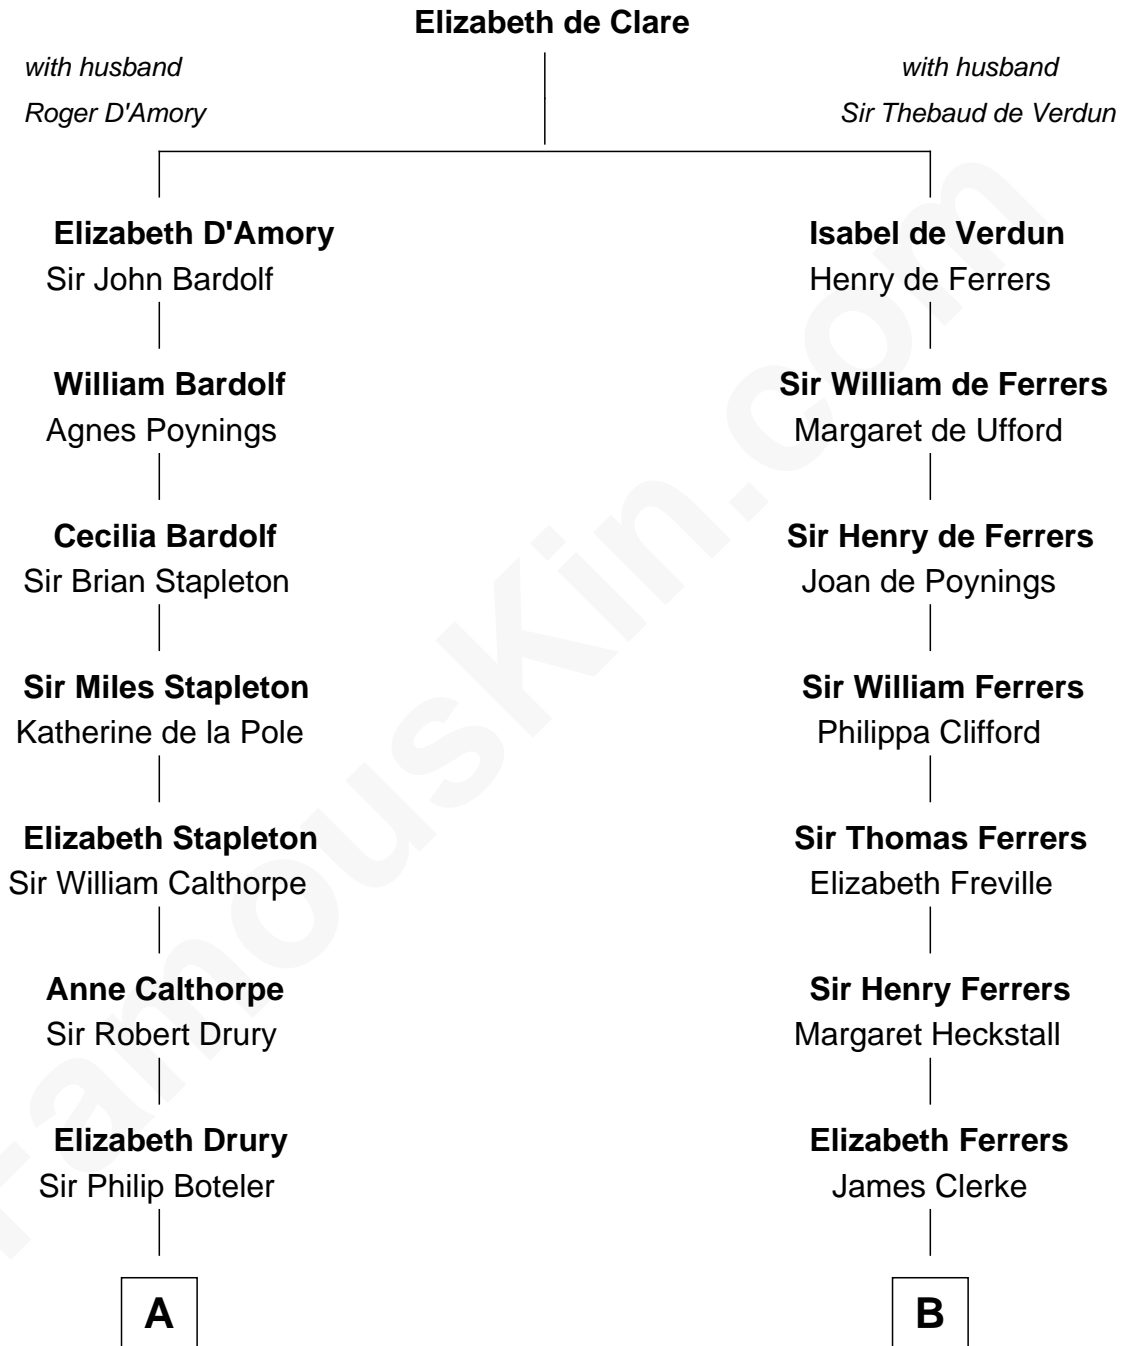 Elizabeth de Clare
with husband
Roger D'Amory
with husband
Sir Thebaud de Verdun
Elizabeth D'Amory
Sir John Bardolf
Isabel de Verdun
Henry de Ferrers
William Bardolf
Agnes Poynings
Sir William de Ferrers
Margaret de Ufford
Cecilia Bardolf
Sir Brian Stapleton
Sir Henry de Ferrers
Joan de Poynings
Sir Miles Stapleton
Katherine de la Pole
Sir William Ferrers
Philippa Clifford
Elizabeth Stapleton
Sir William Calthorpe
Sir Thomas Ferrers
Elizabeth Freville
Anne Calthorpe
Sir Robert Drury
Sir Henry Ferrers
Margaret Heckstall
Elizabeth Drury
Sir Philip Boteler
Elizabeth Ferrers
James Clerke
A
B
FamousKin.com